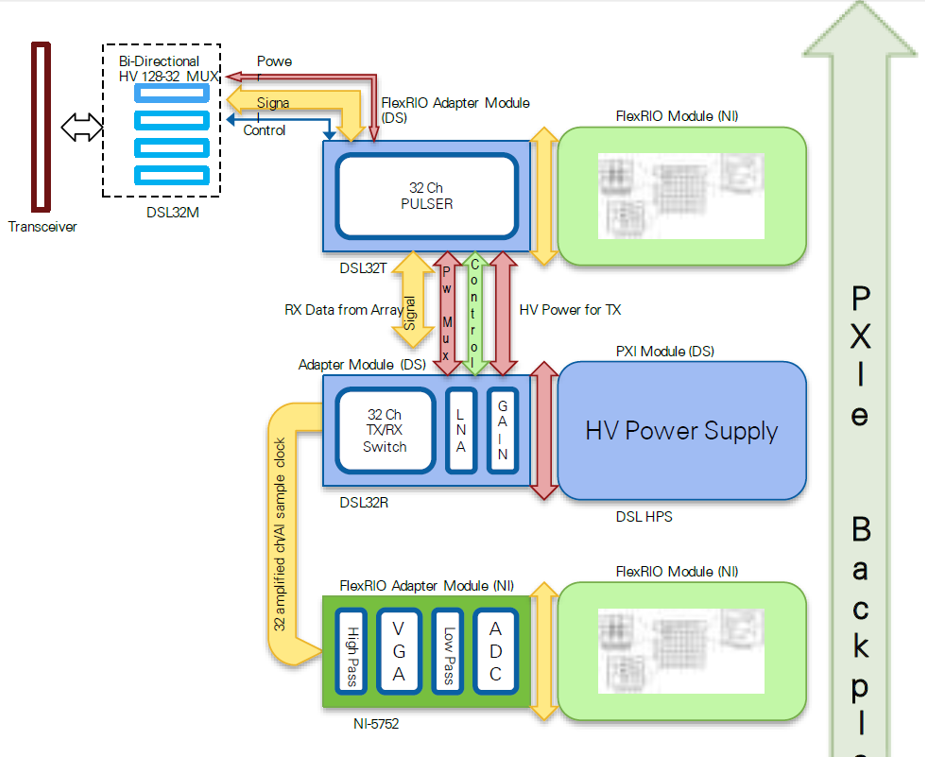 Bi-Directional
HV 128-32 MUX
Powe
r
Signa
l
Control
FlexRIO Adapter Module
(DS)
FlexRIO Module (NI)
32 Ch
PULSER
Transceiver
DSL32M
DSL32T
RX Data from Array
Signal
Pw Mux
Control
HV Power for TX
Adapter Module (DS)
PXI Module (DS)
32 Ch
TX/RX
Switch
LNA
GAIN
HV Power Supply
DSL32R
DSL HPS
32 amplified ch/AI sample clock
FlexRIO Adapter Module (NI)
FlexRIO Module (NI)
High Pass
VGA
Low Pass
ADC
NI-5752
PXIe Backpl